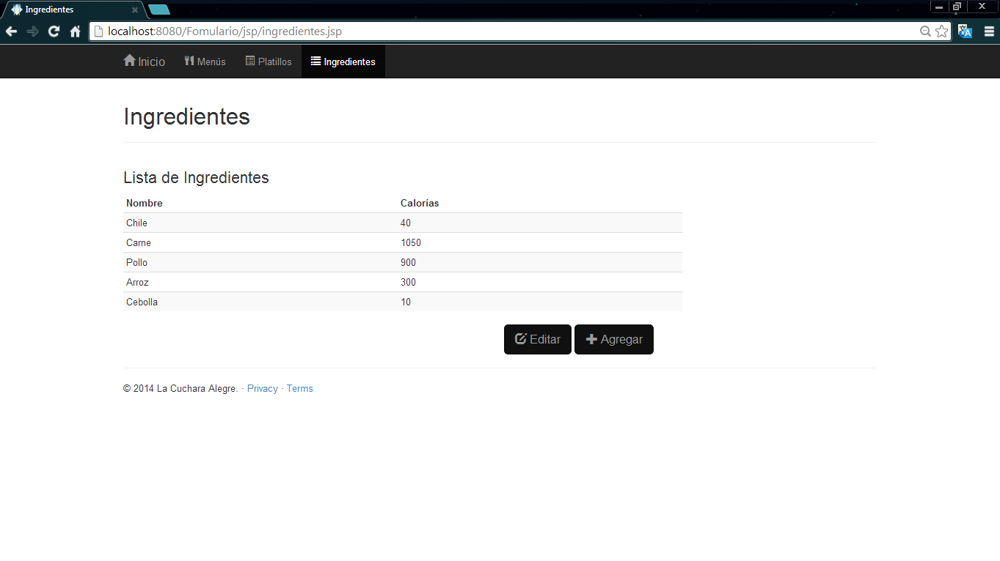 Ingredientes
localhost:8080/Fomulario/jsp/ingredientes.jsp
Inicio Menús Platillos Ingredientes
Ingredientes
Lista de Ingredientes
Nombre Calorías
Chile 40
Carne 1050
Pollo 900
Arroz 300
Cebolla 10
Editar Agregar
© 2014 La Cuchara Alegre. · Privacy · Terms